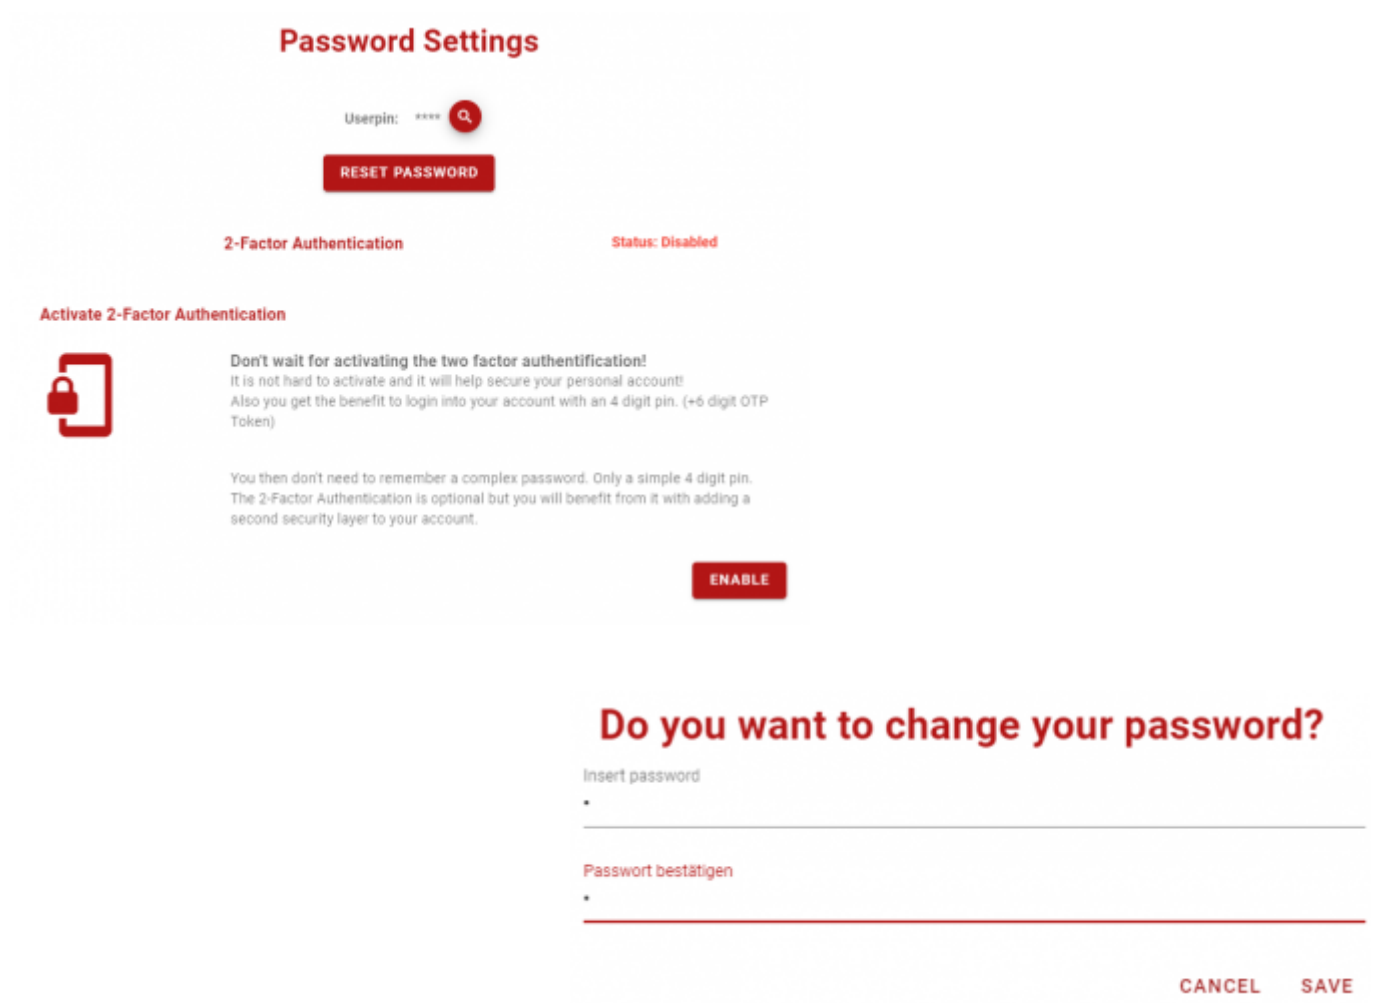 Password Settings
Userpin: ****
RESET PASSWORD
2-Factor Authentication Status: Disabled
Activate 2-Factor Authentication
Don't wait for activating the two factor authentification!
It is not hard to activate and it will help secure your personal account!
Also you get the benefit to login into your account with an 4 digit pin. (+6 digit OTP
Token)
You then don't need to remember a complex password. Only a simple 4 digit pin.
The 2-Factor Authentication is optional but you will benefit from it with adding a
second security layer to your account.
ENABLE
Do you want to change your password?
Insert password
•
Passwort bestätigen
•
CANCEL SAVE